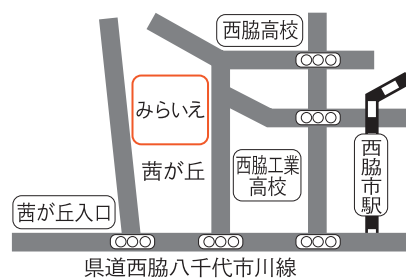 西脇高校
みらいえ
茜が丘
西脇工業
高校
西脇市駅
茜が丘入口
県道西脇八千代市川線